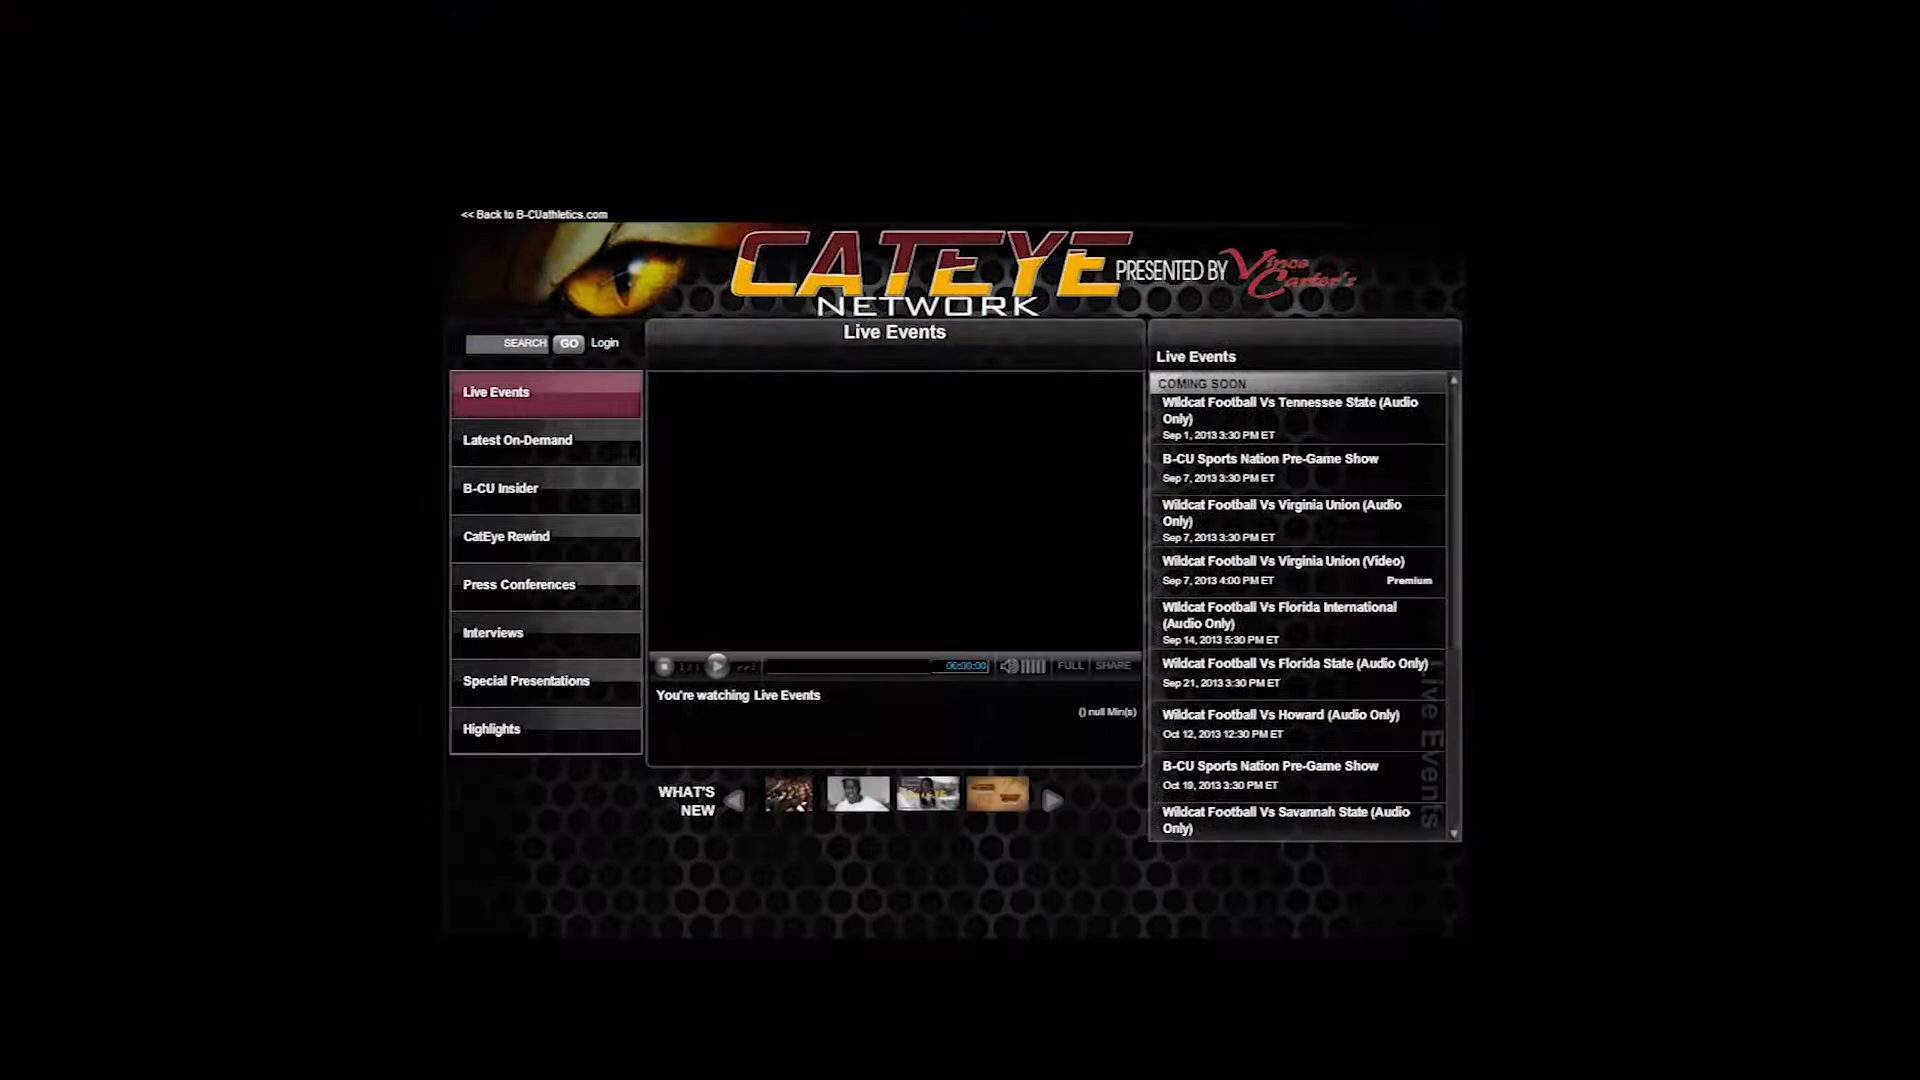 << Back to B-CUathletics.com
CATEYE
NETWORK
PRESENTED BY
Vince
Carter's
SEARCH GO Login
Live Events
Latest On-Demand
B-CU Insider
CatEye Rewind
Press Conferences
Interviews
Special Presentations
Highlights
Live Events
00:00:00
FULL SHARE
You're watching Live Events
() null Min(s)
WHAT'S
NEW
Live Events
COMING SOON
Wildcat Football Vs Tennessee State (Audio
Only)
Sep 1, 2013 3:30 PM ET
B-CU Sports Nation Pre-Game Show
Sep 7, 2013 3:30 PM ET
Wildcat Football Vs Virginia Union (Audio
Only)
Sep 7, 2013 3:30 PM ET
Wildcat Football Vs Virginia Union (Video)
Sep 7, 2013 4:00 PM ET Premium
Wildcat Football Vs Florida International
(Audio Only)
Sep 14, 2013 5:30 PM ET
Wildcat Football Vs Florida State (Audio Only)
Sep 21, 2013 3:30 PM ET
Wildcat Football Vs Howard (Audio Only)
Oct 12, 2013 12:30 PM ET
B-CU Sports Nation Pre-Game Show
Oct 19, 2013 3:30 PM ET
Wildcat Football Vs Savannah State (Audio
Only)
Live Events